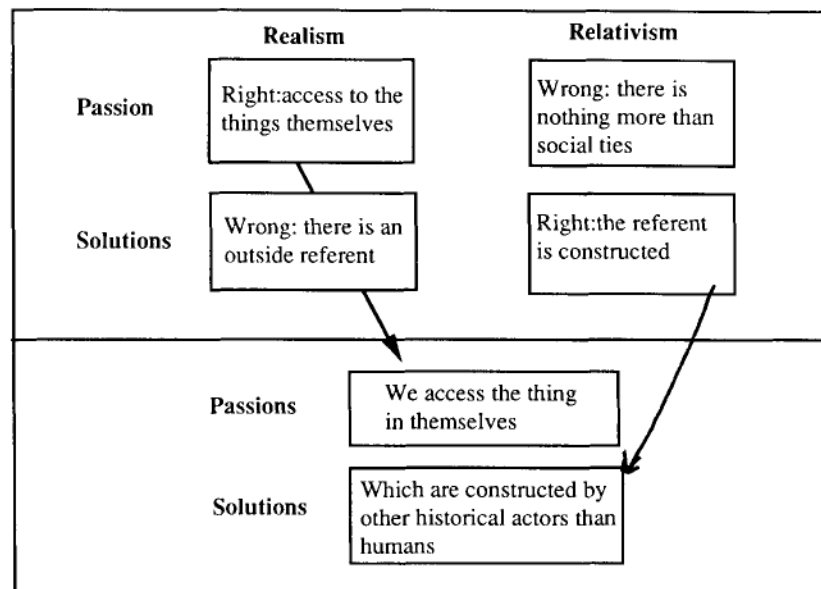 Realism
Relativism
Passion
Right:access to the
things themselves
Wrong: there is
nothing more than
social ties
Solutions
Wrong: there is an
outside referent
Right:the referent
is constructed
Passions
We access the thing
in themselves
Solutions
Which are constructed by
other historical actors than
humans